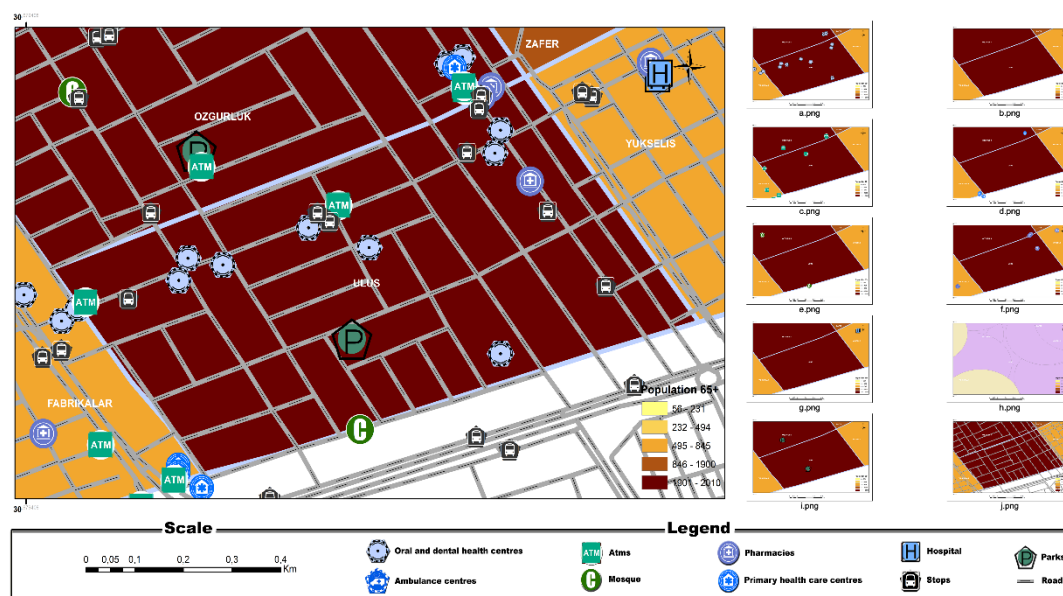 30
ZAFER
OZGURLUK
YUKSELIS
ULUS
FABRIKALAR
ATM
ATM
ATM
ATM
ATM
ATM
H
P
P
C
C
N
Population 65+
56 - 231
232 - 494
495 - 845
846 - 1900
1901 - 2010
30
a.png
b.png
c.png
d.png
e.png
f.png
g.png
h.png
i.png
j.png
Scale
0 0,05 0,1 0,2 0,3 0,4
Km
Legend
Oral and dental health centres
Ambulance centres
ATM Atms
C Mosque
Pharmacies
Primary health care centres
H Hospital
Stops
P Parks
Road